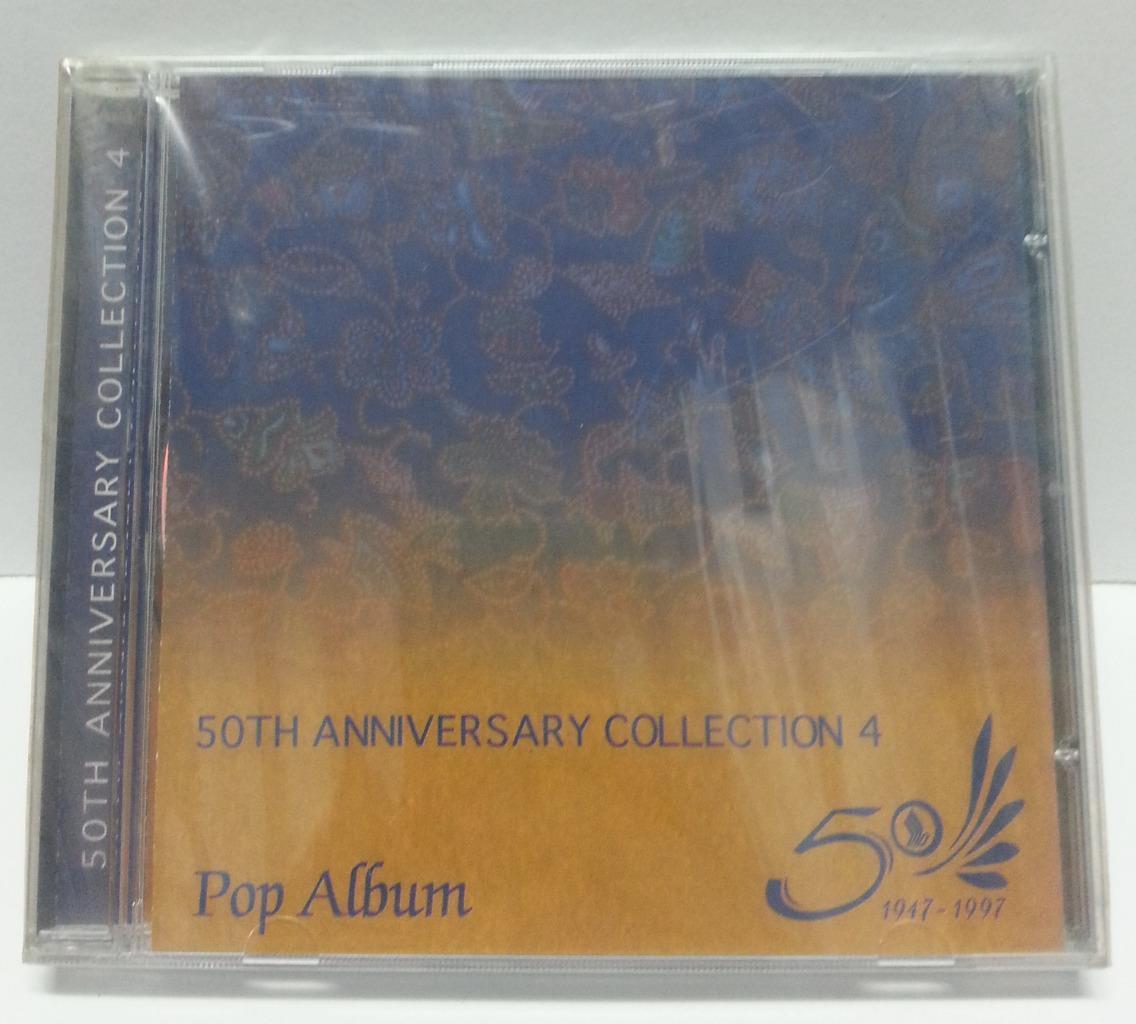 50TH ANNIVERSARY COLLECTION 4
50TH ANNIVERSARY COLLECTION 4
Pop Album
50
1947-1997